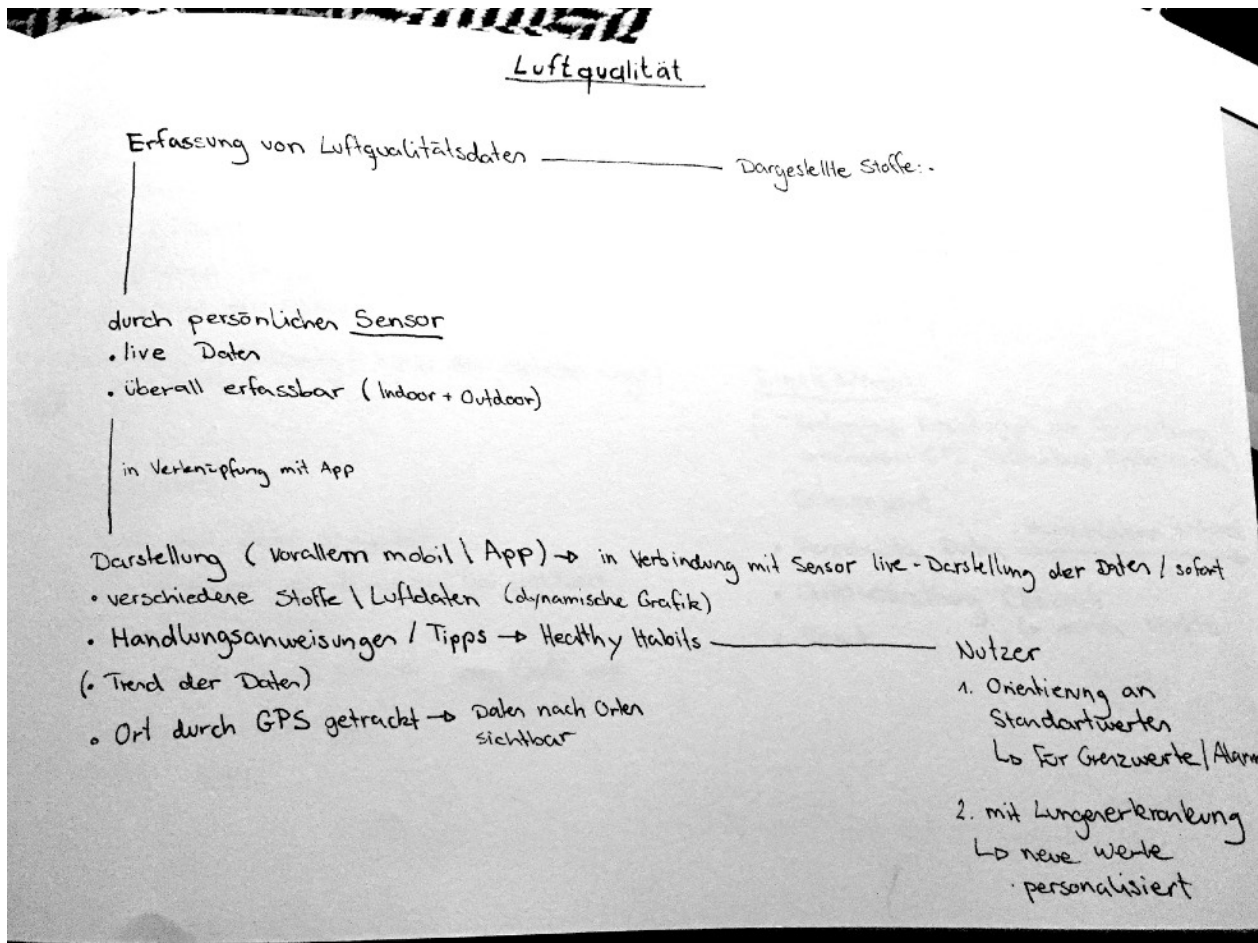 Luftqualität
Erfassung von Luftqualitätsdaten
Dargestellte Stoffe: .
durch persönlichen Sensor
• live Daten
• überall erfassbar (Indoor + Outdoor)
in Verknüpfung mit App
Darstellung (vorallem mobil \ App) → in Verbindung mit Sensor live-Darstellung der Daten / sofort
• verschiedene Stoffe \ Luftdaten (dynamische Grafik)
• Handlungsanweisungen / Tipps → Healthy Habits
(• Trend der Daten)
• Ort durch GPS getrackt → Daten nach Orten
sichtbar
Nutzer
1. Orientierung an
Standartwerten
↳ für Grenzwerte / Alarm
2. mit Lungenerkrankung
↳ neue Werte
personalisiert